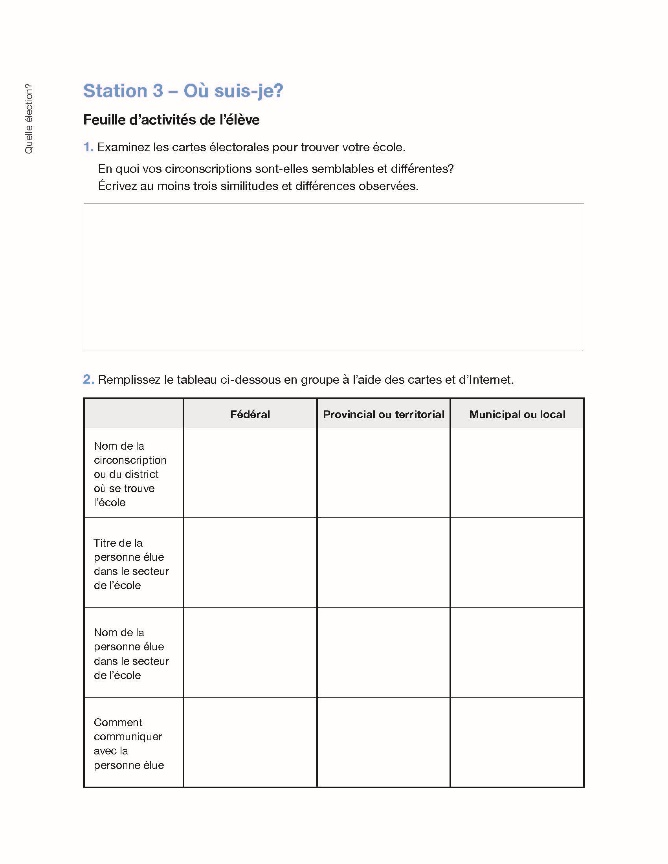 Quelle élection?
Station 3 – Où suis-je?
Feuille d'activités de l'élève
1. Examinez les cartes électorales pour trouver votre école.
En quoi vos circonscriptions sont-elles semblables et différentes?
Écrivez au moins trois similitudes et différences observées.
2. Remplissez le tableau ci-dessous en groupe à l'aide des cartes et d'Internet.
Fédéral
Provincial ou territorial
Municipal ou local
Nom de la
circonscription
ou du district
où se trouve
l'école
Titre de la
personne élue
dans le secteur
de l'école
Nom de la
personne élue
dans le secteur
de l'école
Comment
communiquer
avec la
personne élue